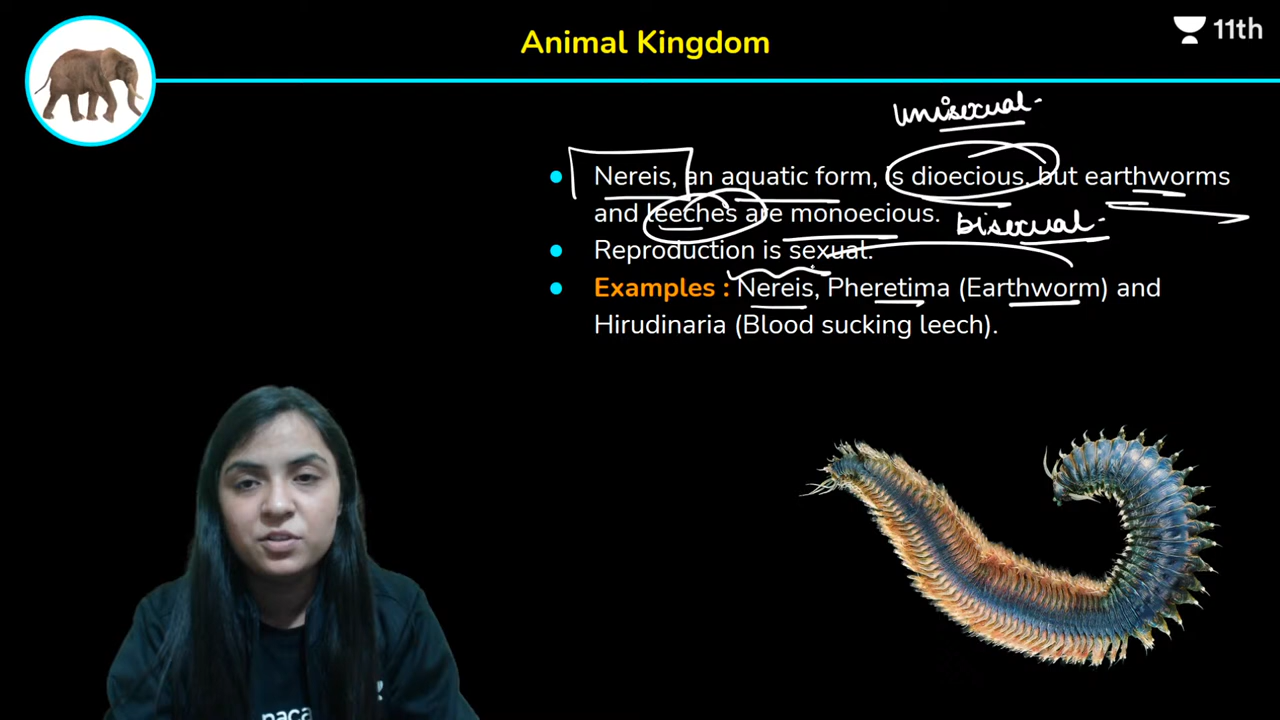 Animal Kingdom
11th
unisexual-
Nereis, an aquatic form, is dioecious, but earthworms
and leeches are monoecious.
bisexual-
Reproduction is sexual.
Examples : Nereis, Pheretima (Earthworm) and
Hirudinaria (Blood sucking leech).